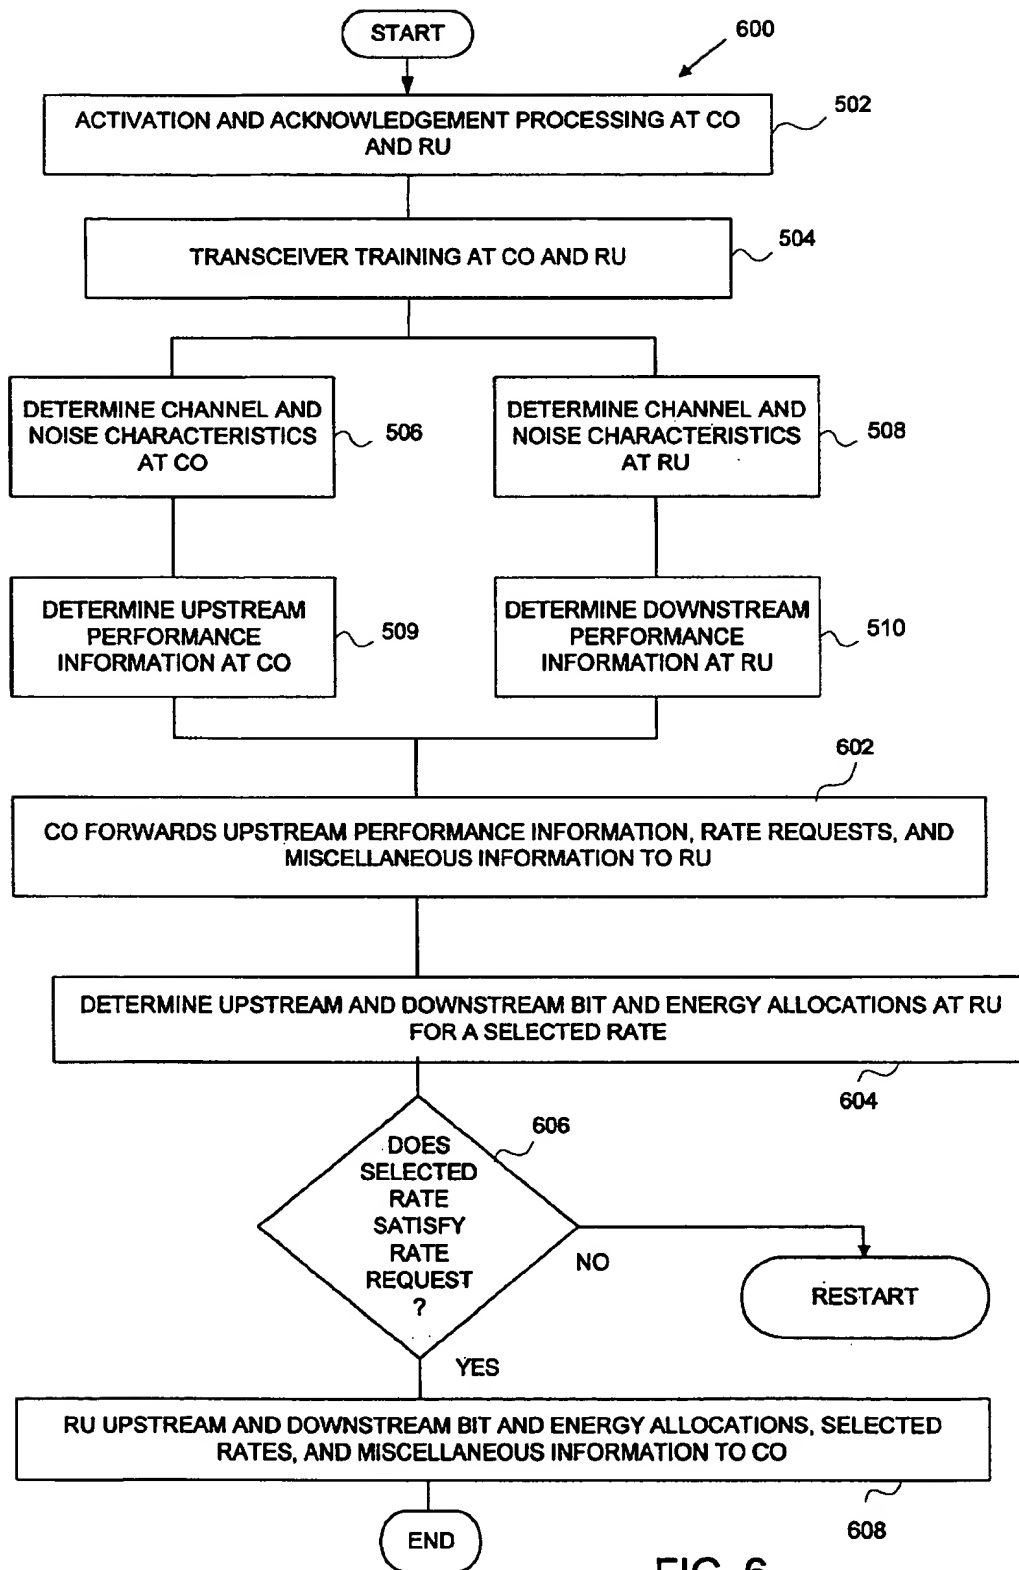 START
600
ACTIVATION AND ACKNOWLEDGEMENT PROCESSING AT CO
AND RU
502
TRANSCEIVER TRAINING AT CO AND RU
504
DETERMINE CHANNEL AND
NOISE CHARACTERISTICS
AT CO
506
DETERMINE CHANNEL AND
NOISE CHARACTERISTICS
AT RU
508
DETERMINE UPSTREAM
PERFORMANCE
INFORMATION AT CO
509
DETERMINE DOWNSTREAM
PERFORMANCE
INFORMATION AT RU
510
602
CO FORWARDS UPSTREAM PERFORMANCE INFORMATION, RATE REQUESTS, AND
MISCELLANEOUS INFORMATION TO RU
DETERMINE UPSTREAM AND DOWNSTREAM BIT AND ENERGY ALLOCATIONS AT RU
FOR A SELECTED RATE
604
606
DOES
SELECTED
RATE
SATISFY
RATE
REQUEST
?
NO
RESTART
YES
RU UPSTREAM AND DOWNSTREAM BIT AND ENERGY ALLOCATIONS, SELECTED
RATES, AND MISCELLANEOUS INFORMATION TO CO
608
END
FIG. 6